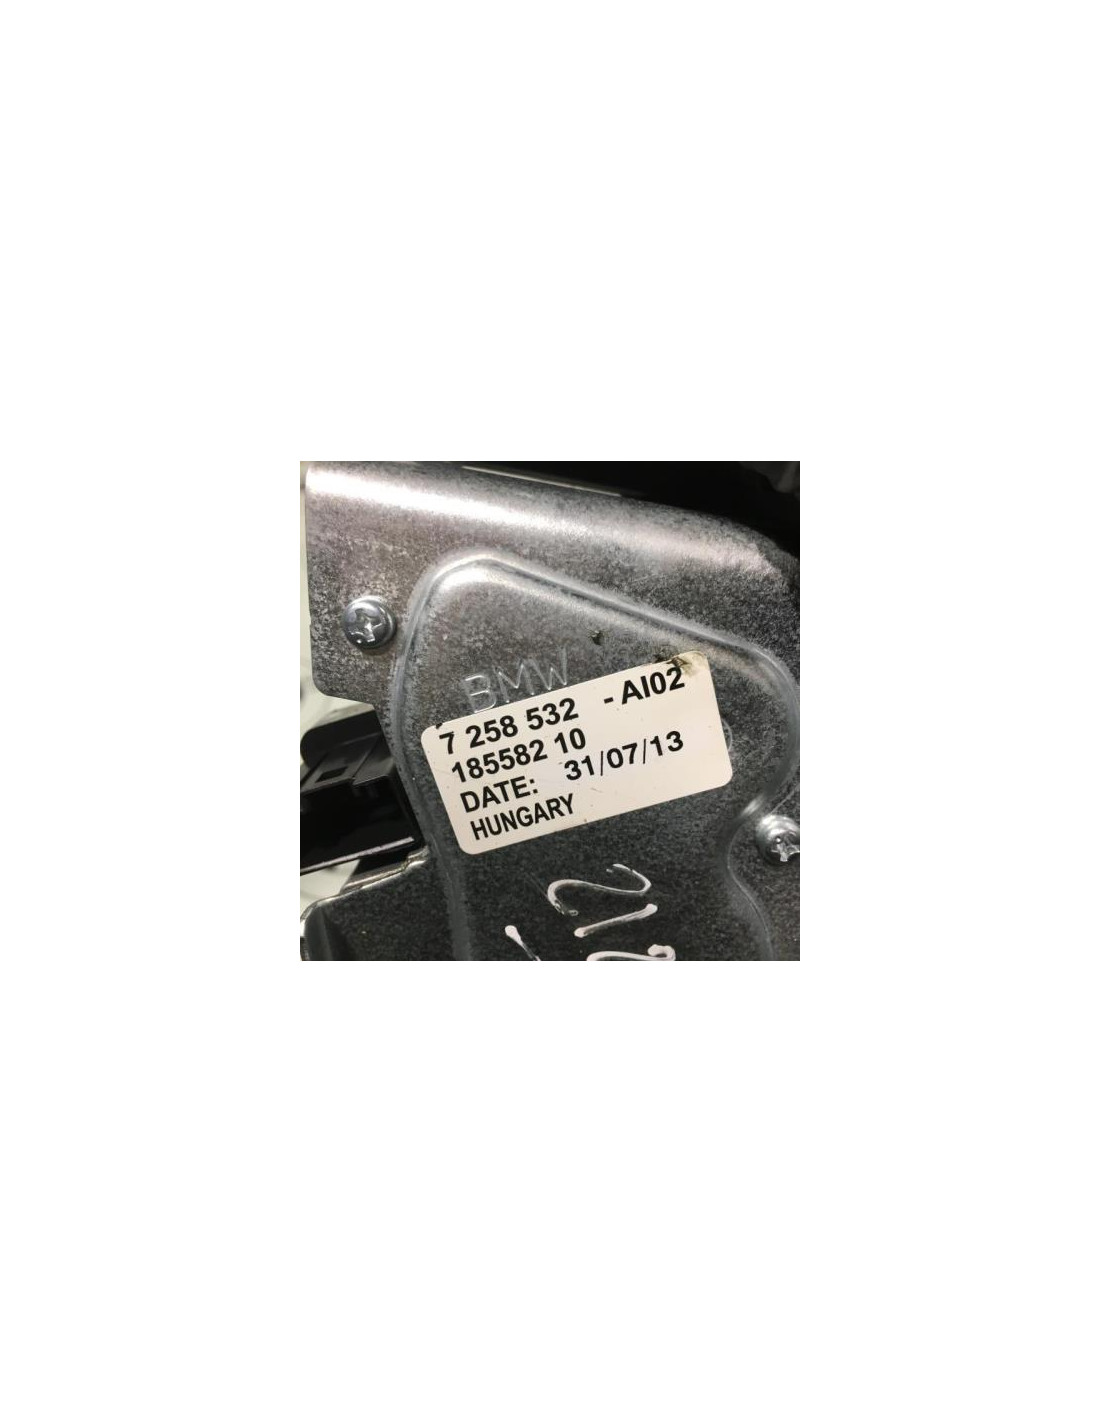 BMW
7 258 532 - AI02
185582 10
DATE: 31/07/13
HUNGARY